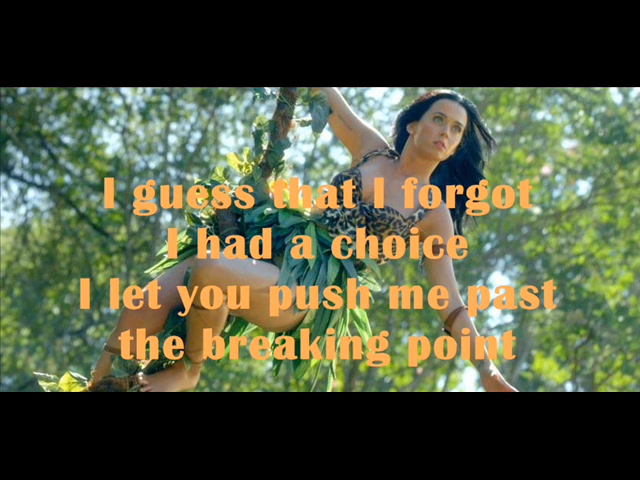 I guess that I forgot
I had a choice
I let you push me past
the breaking point